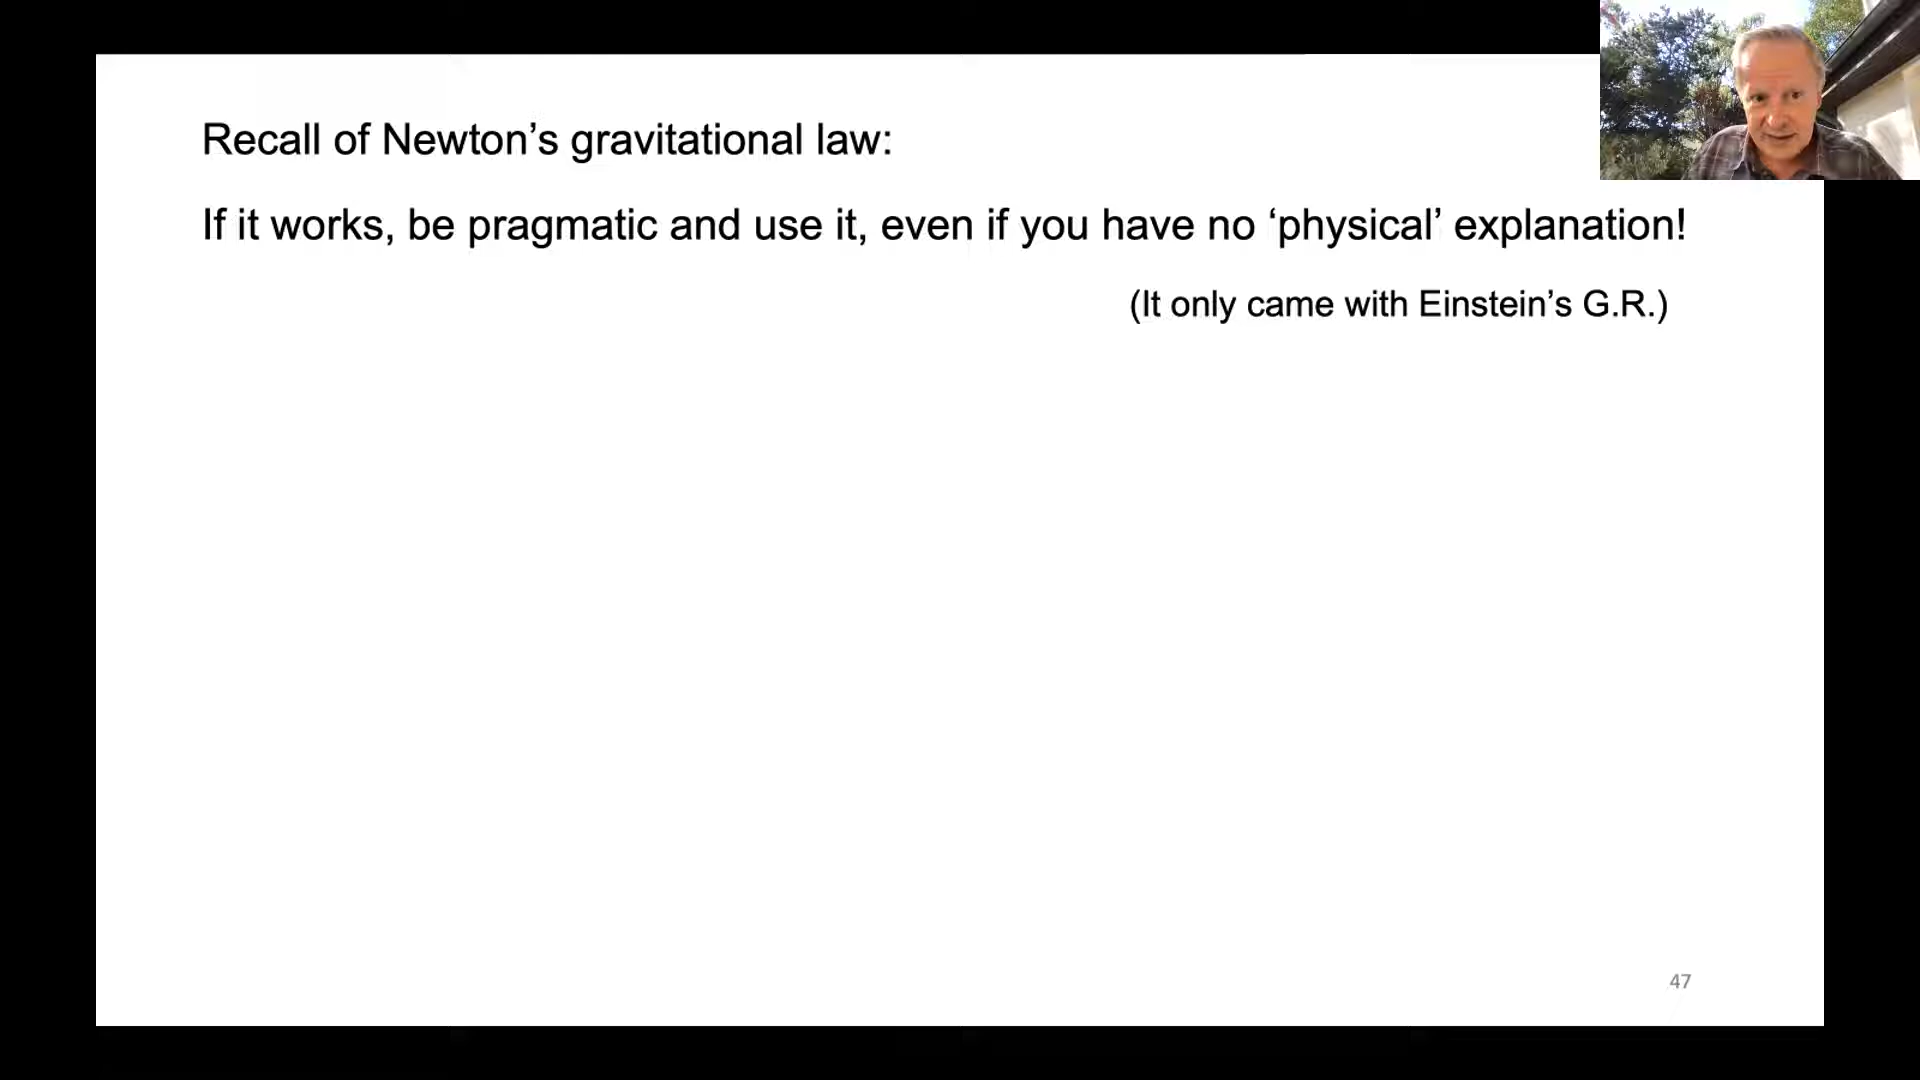 Recall of Newton’s gravitational law:
If it works, be pragmatic and use it, even if you have no ‘physical’ explanation!
(It only came with Einstein’s G.R.)
47